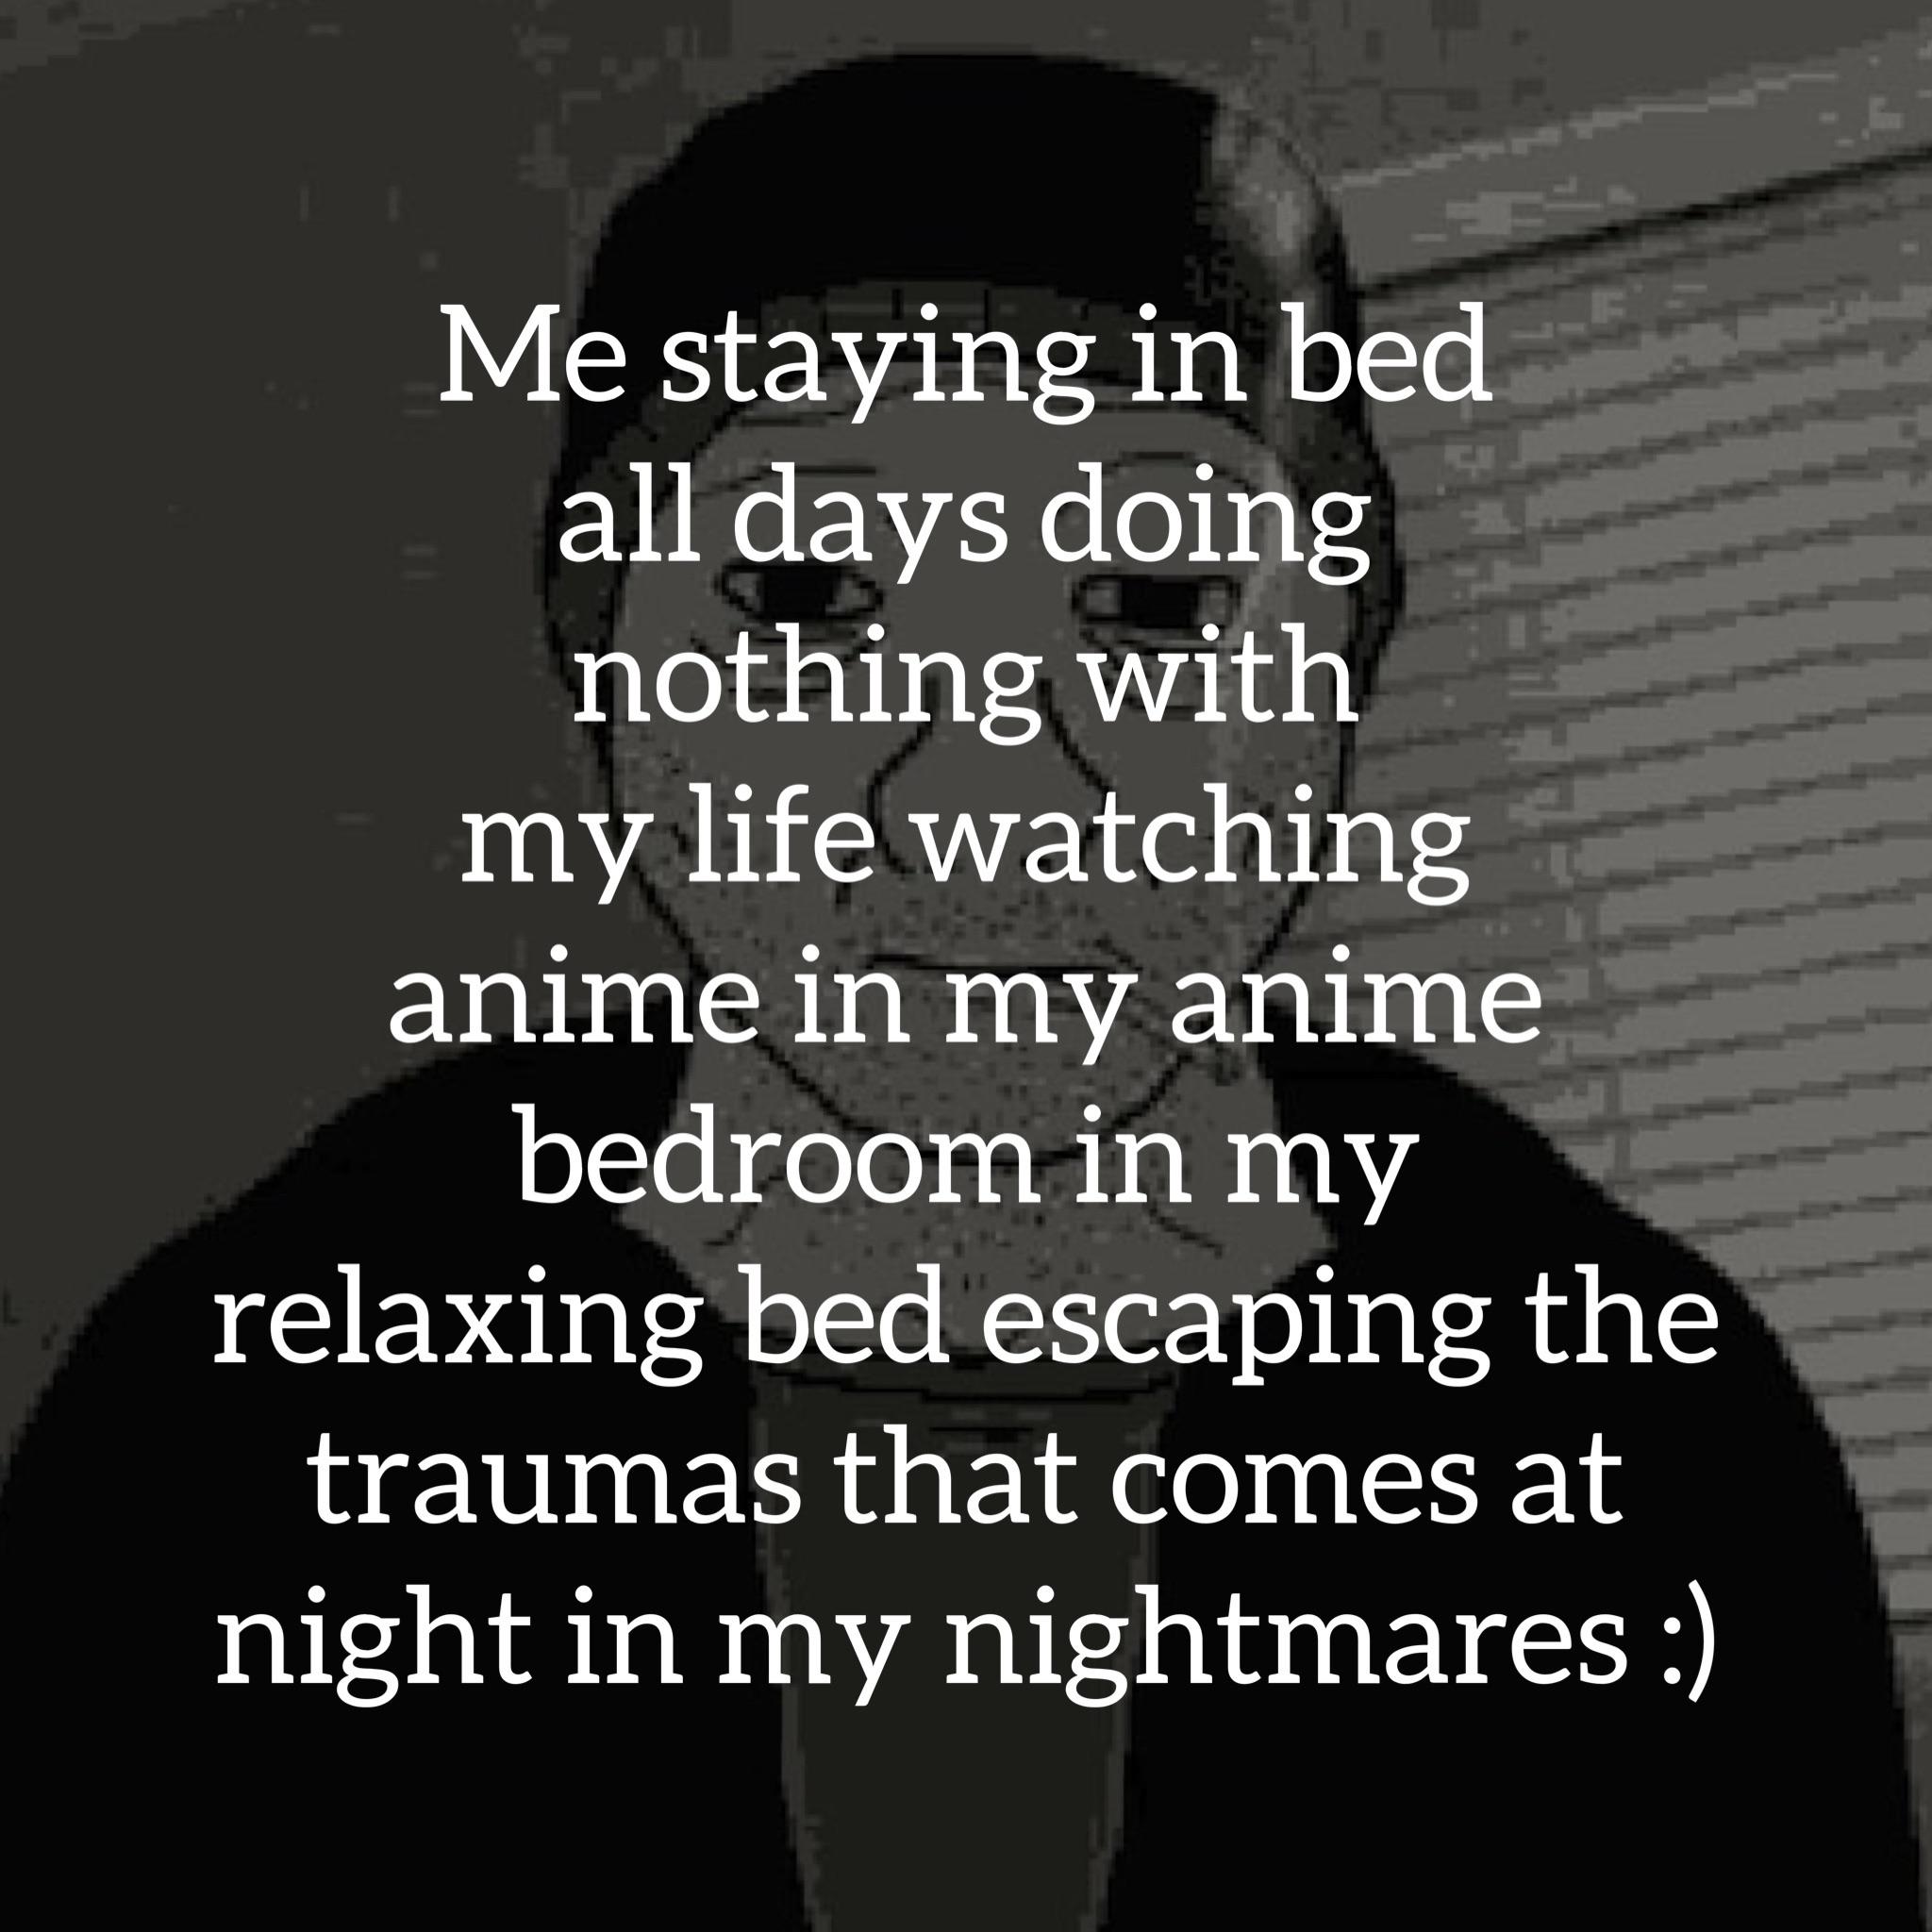 Me staying in bed
all days doing
nothing with
my life watching
anime in my anime
bedroom in my
relaxing bed escaping the
traumas that comes at
night in my nightmares :)